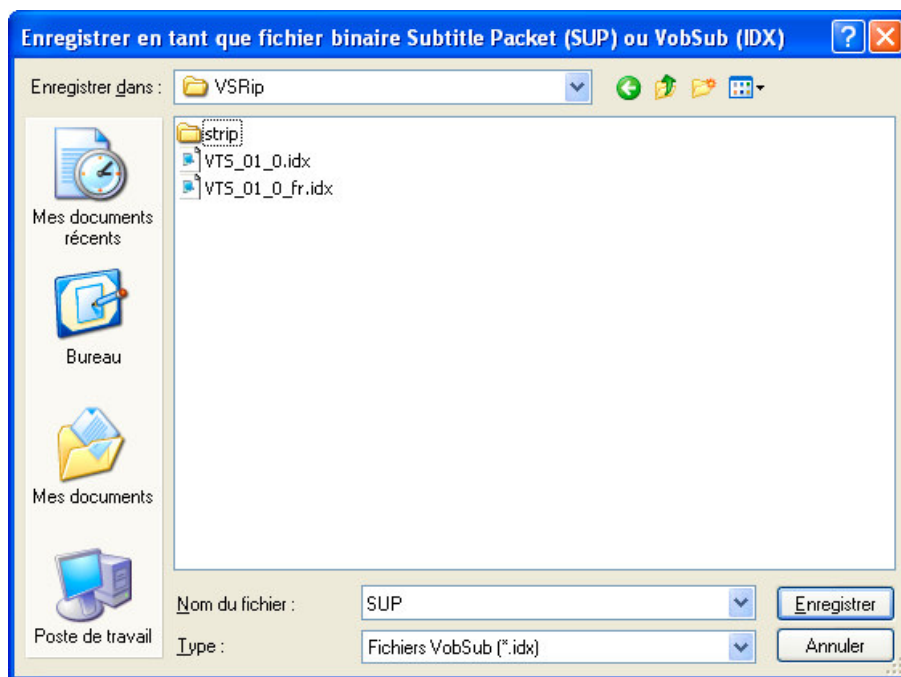 Enregistrer en tant que fichier binaire Subtitle Packet (SUP) ou VobSub (IDX)
Enregistrer dans :
VSRip
strip
VTS_01_0.idx
VTS_01_0_fr.idx
Mes documents
récents
Bureau
Mes documents
Poste de travail
Nom du fichier :
SUP
Enregistrer
Type :
Fichiers VobSub (*.idx)
Annuler